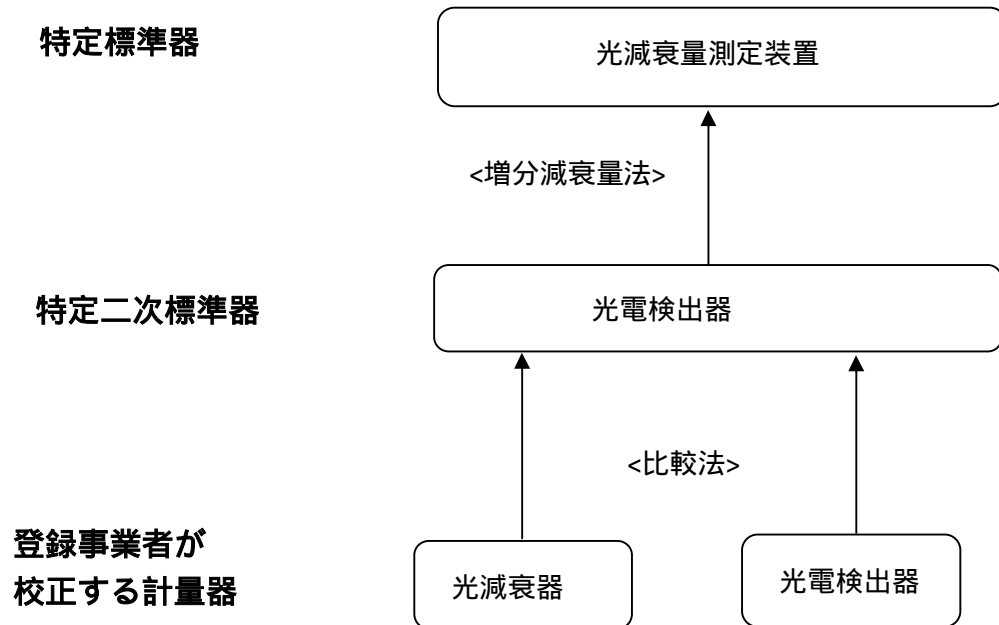 特定標準器
光減衰量測定装置
<増分減衰量法>
特定二次標準器
光電検出器
<比較法>
登録事業者が
校正する計量器
光減衰器
光電検出器